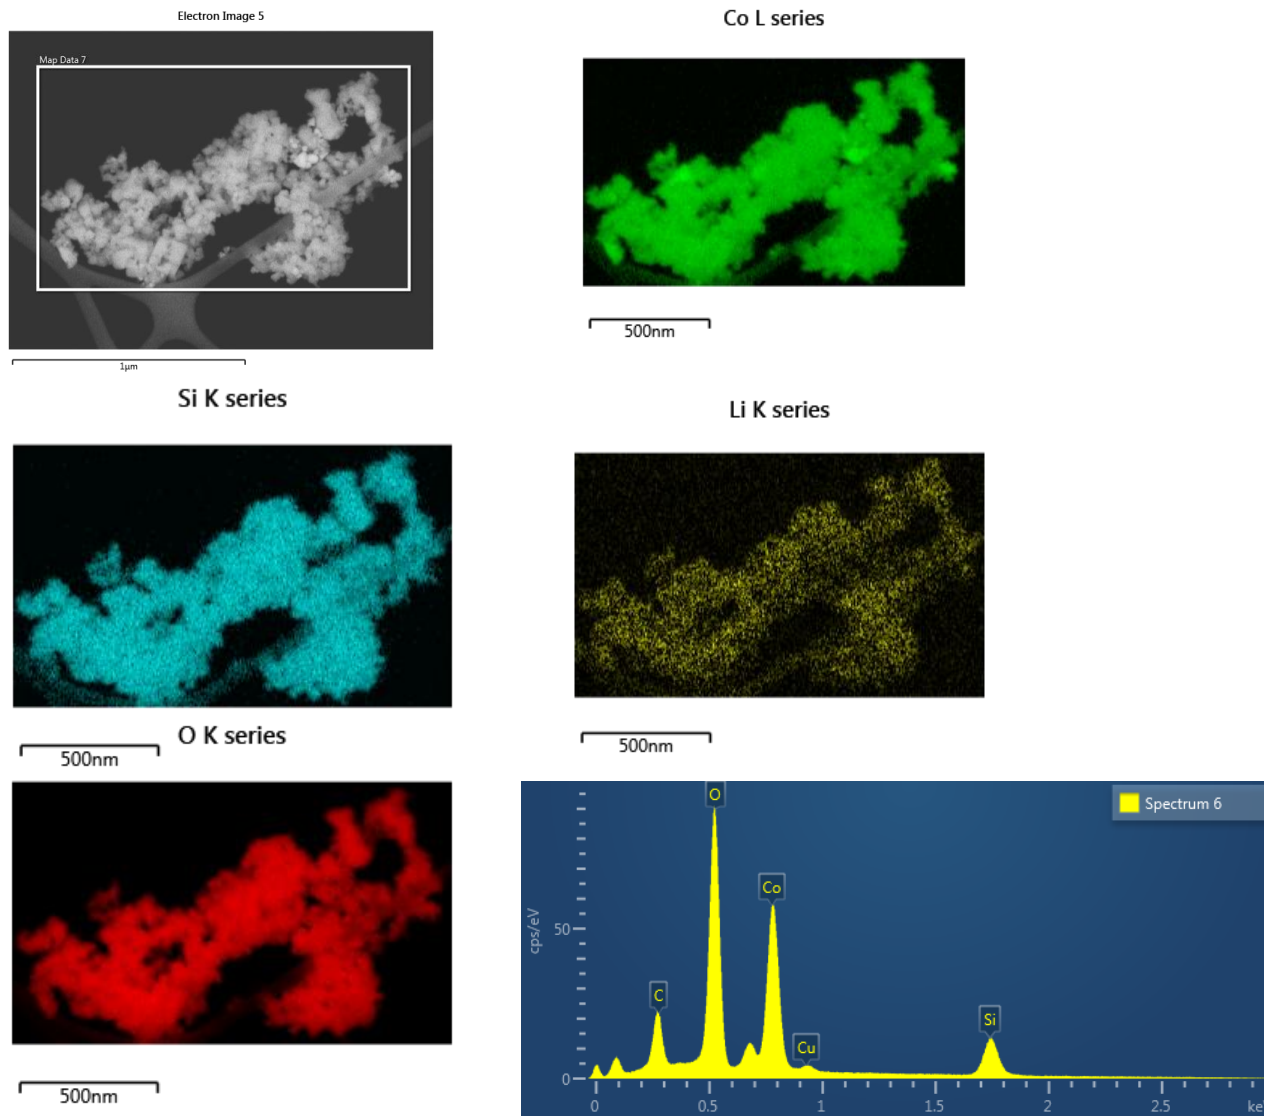 Electron Image 5
Map Data 7
1µm
Co L series
500nm
Si K series
500nm
Li K series
500nm
O K series
500nm
Spectrum 6
cps/eV
50
0
C
O
Co
Cu
Si
0
0.5
1
1.5
2
2.5